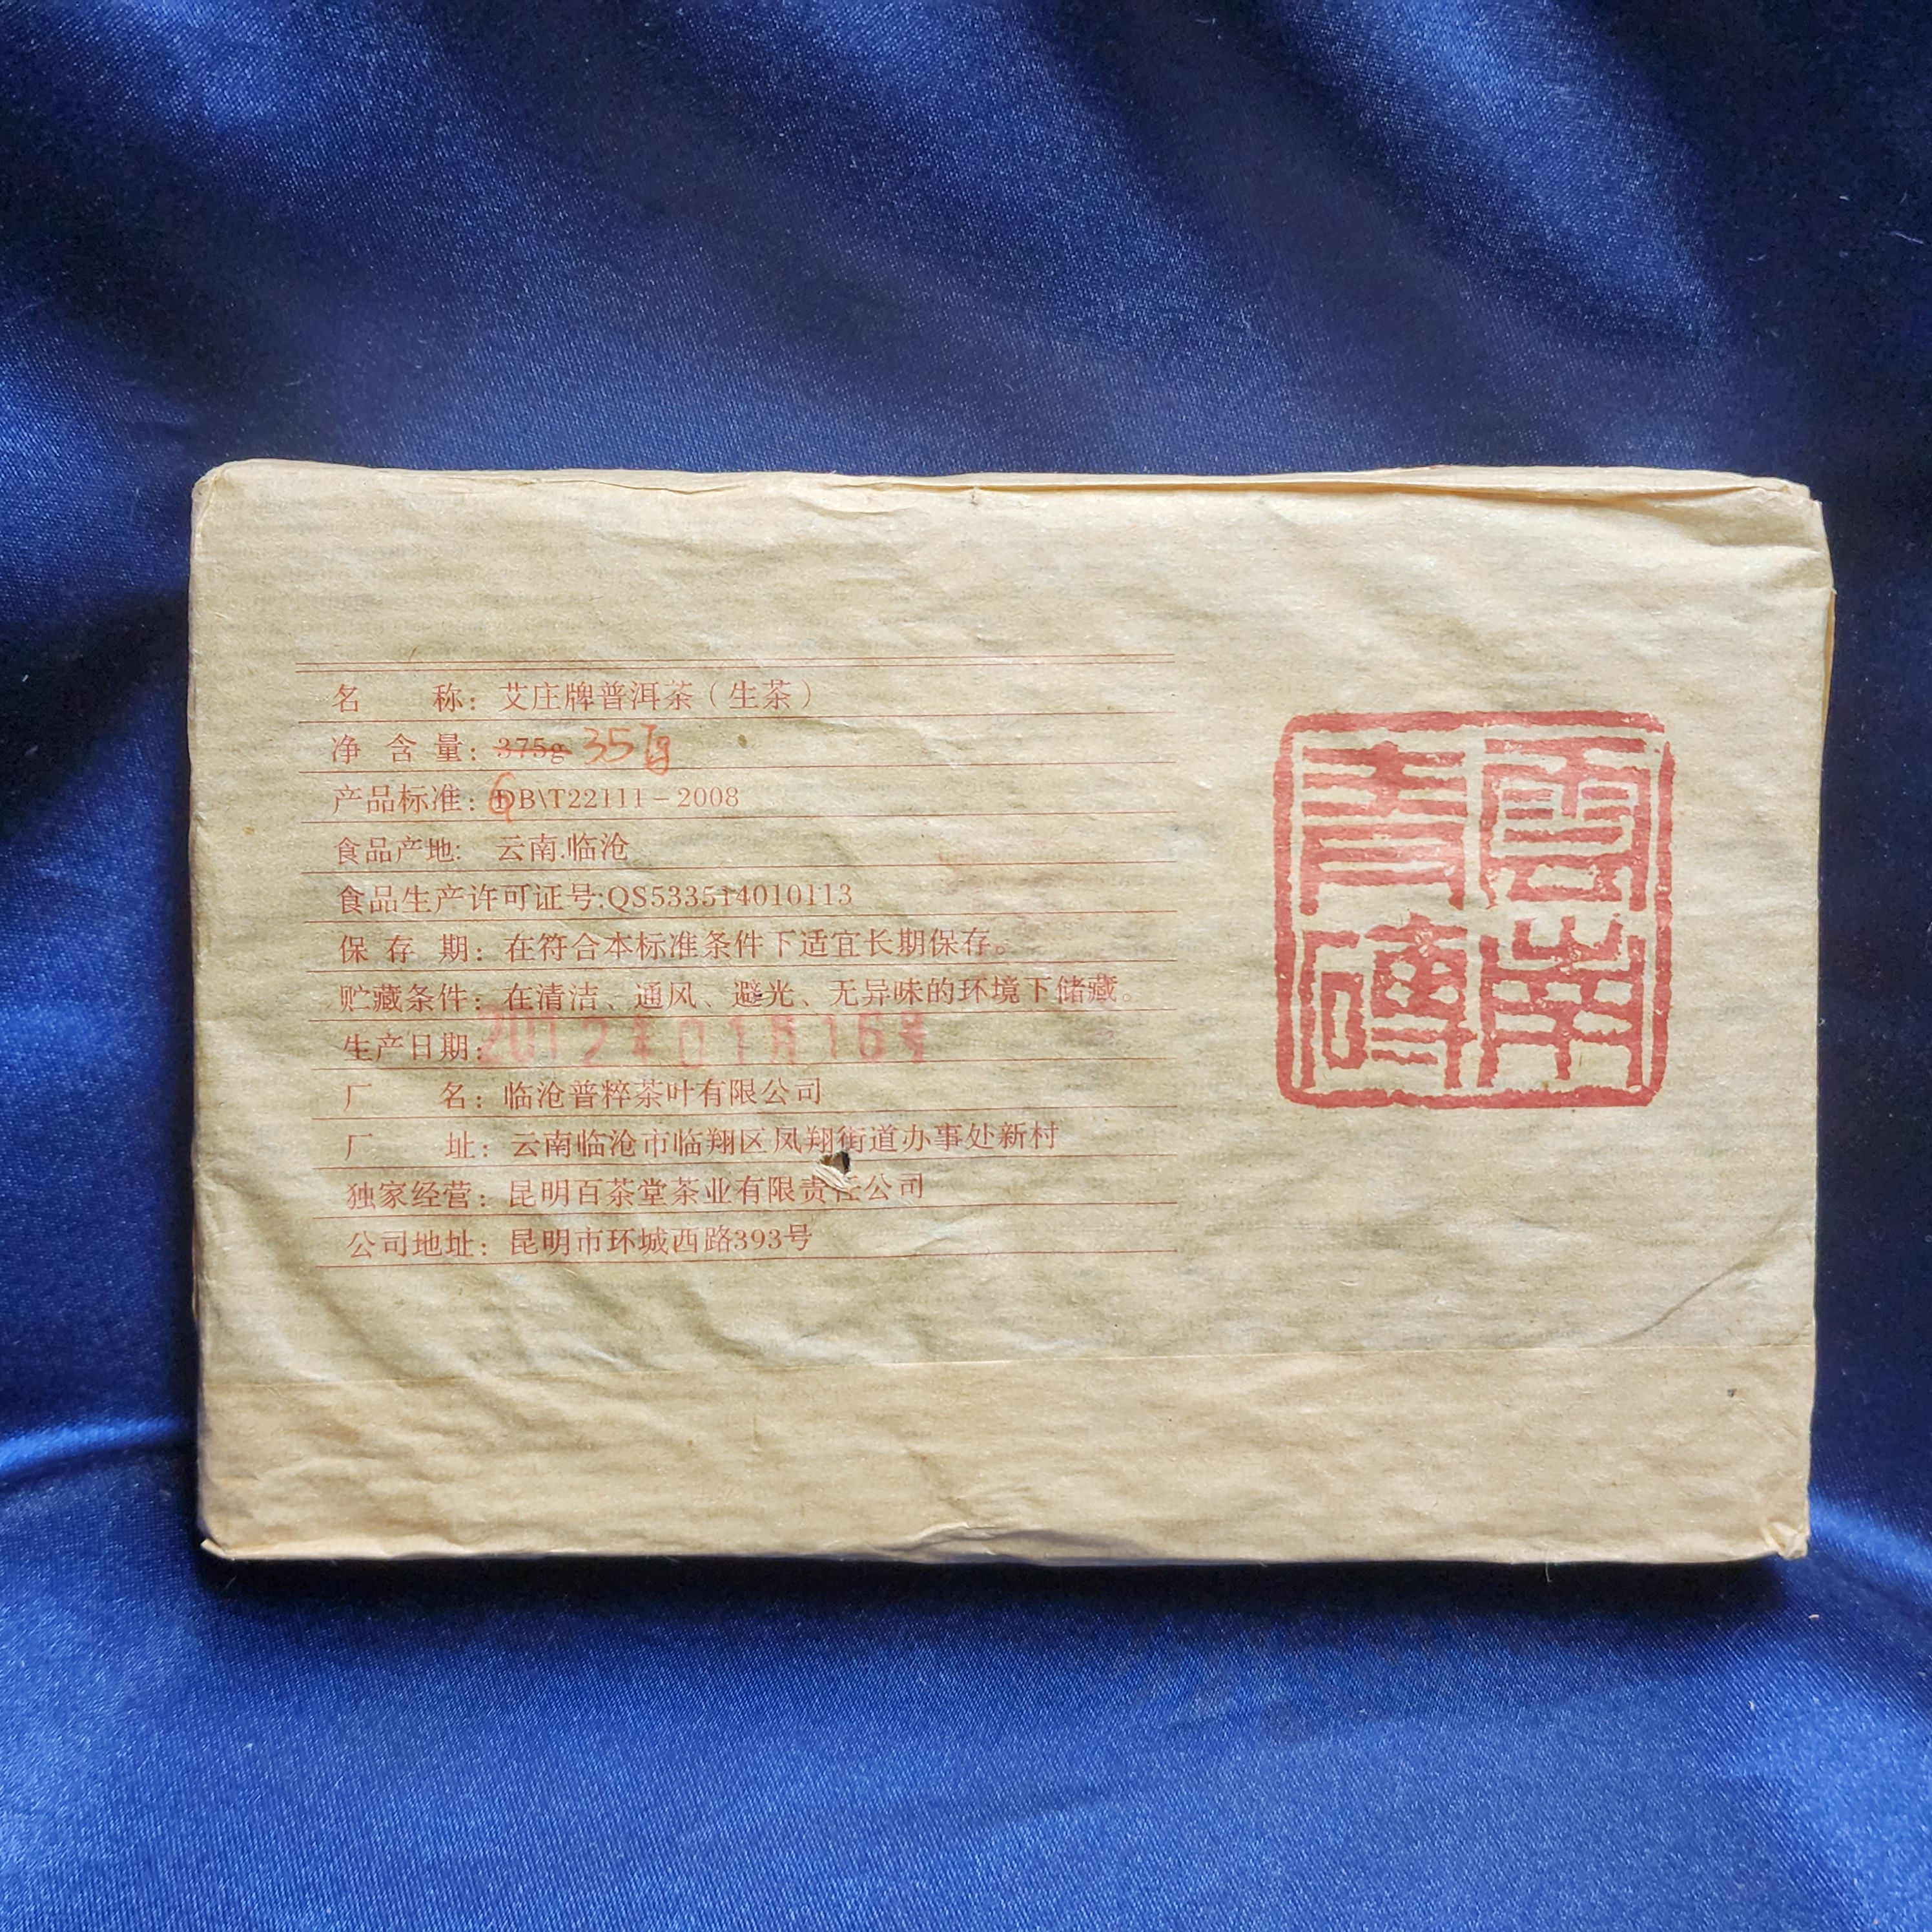 名 称：艾庄牌普洱茶（生茶）
净 含 量：375g 357g
产品标准：GB\T22111－2008
食品产地: 云南.临沧
食品生产许可证号:QS533514010113
保 存 期：在符合本标准条件下适宜长期保存。
贮藏条件：在清洁、通风、避光、无异味的环境下储藏。
生产日期：2012年01月16号
厂 名：临沧普粹茶叶有限公司
厂 址：云南临沧市临翔区凤翔街道办事处新村
独家经营：昆明百茶堂茶业有限责任公司
公司地址：昆明市环城西路393号
雲南青磚